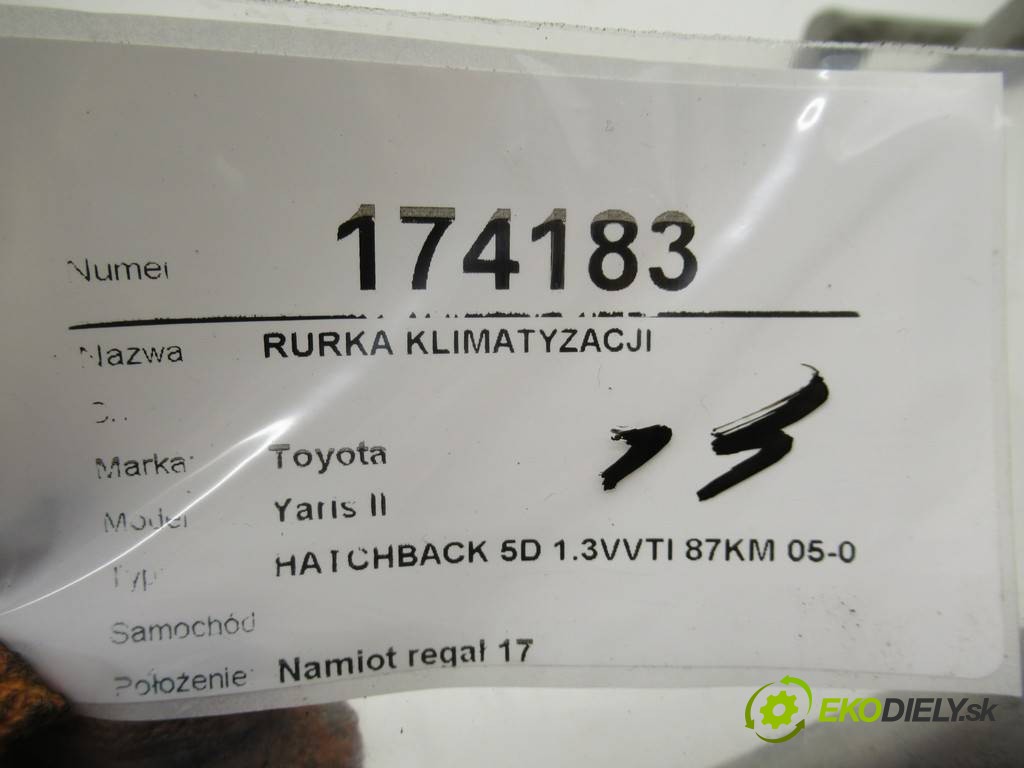 Numer 174183
Nazwa RURKA KLIMATYZACJI
Marka: Toyota
Model Yaris II
Typ: HATCHBACK 5D 1.3VVTI 87KM 05-0
Samochód
Położenie: Namiot regał 17
EKODIELY.sk